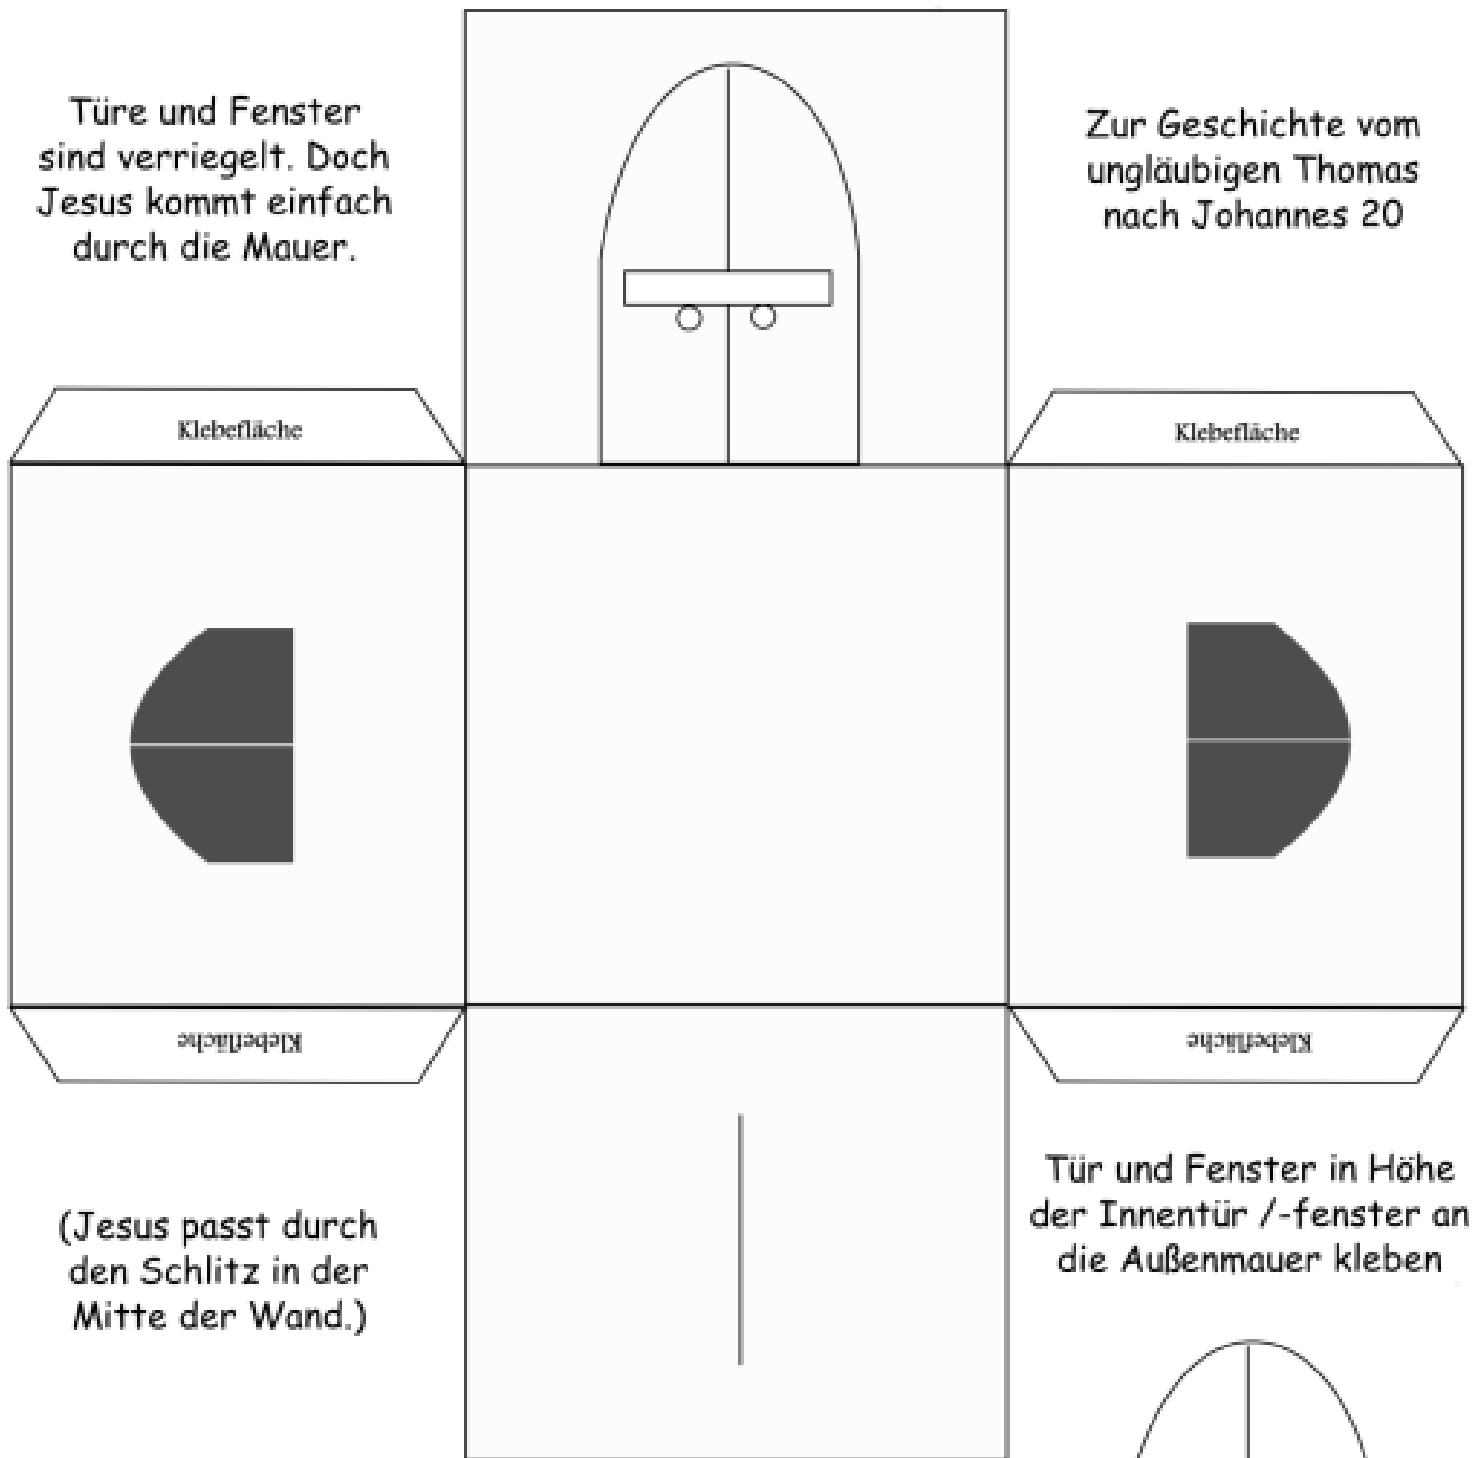 Türe und Fenster
sind verriegelt. Doch
Jesus kommt einfach
durch die Mauer.
Zur Geschichte vom
ungläubigen Thomas
nach Johannes 20
Klebefläche
Klebefläche
Klebefläche
Klebefläche
(Jesus passt durch
den Schlitz in der
Mitte der Wand.)
Tür und Fenster in Höhe
der Innentür /-fenster an
die Außenmauer kleben